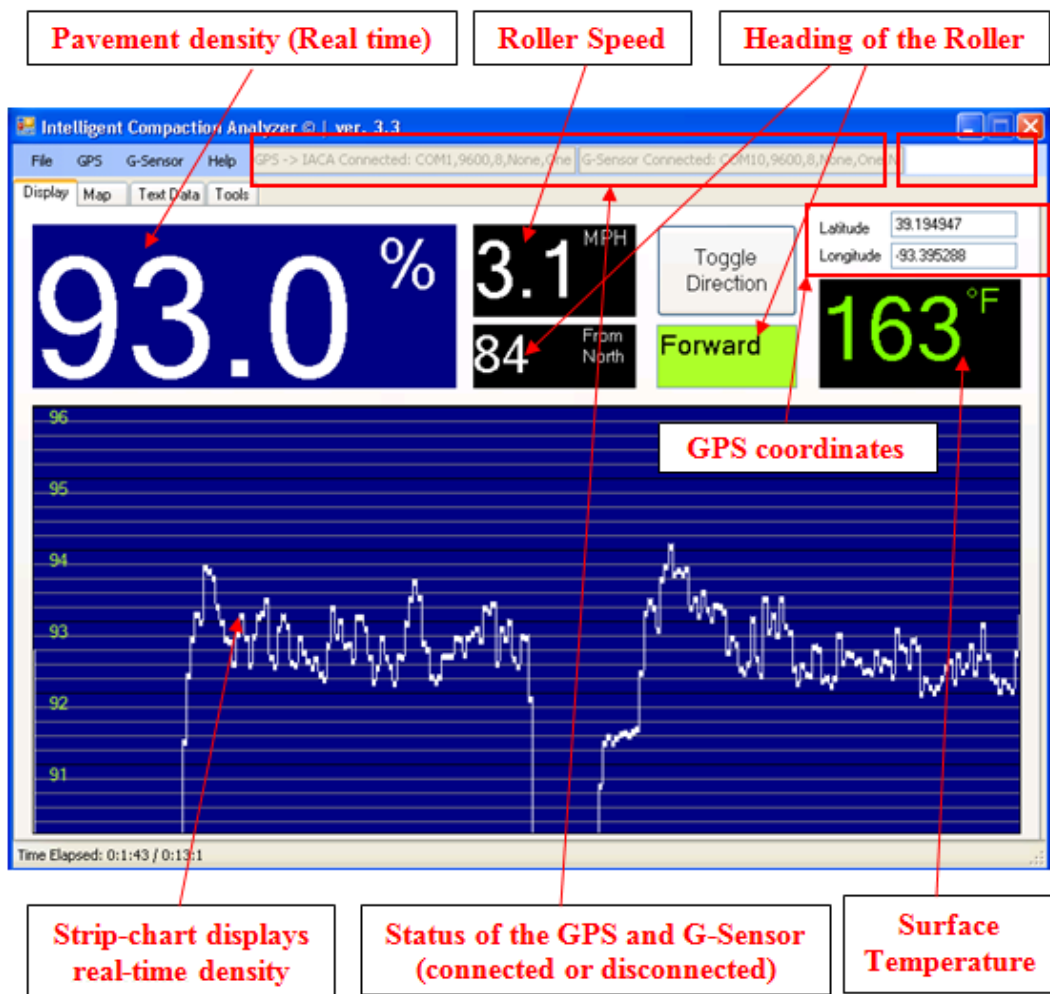 Pavement density (Real time)
Roller Speed
Heading of the Roller
Intelligent Compaction Analyzer © | ver. 3.3
File GPS G-Sensor Help GPS -> IACA Connected: COM1,9600,8,None,One G-Sensor Connected: COM10,9600,8,None,One N
Display Map Text Data Tools
93.0 %
3.1 MPH
84 From North
Toggle
Direction
Forward
Latitude 39.194947
Longitude -93.395288
163 °F
GPS coordinates
96
95
94
93
92
91
Time Elapsed: 0:1:43 / 0:13:1
Strip-chart displays
real-time density
Status of the GPS and G-Sensor
(connected or disconnected)
Surface
Temperature